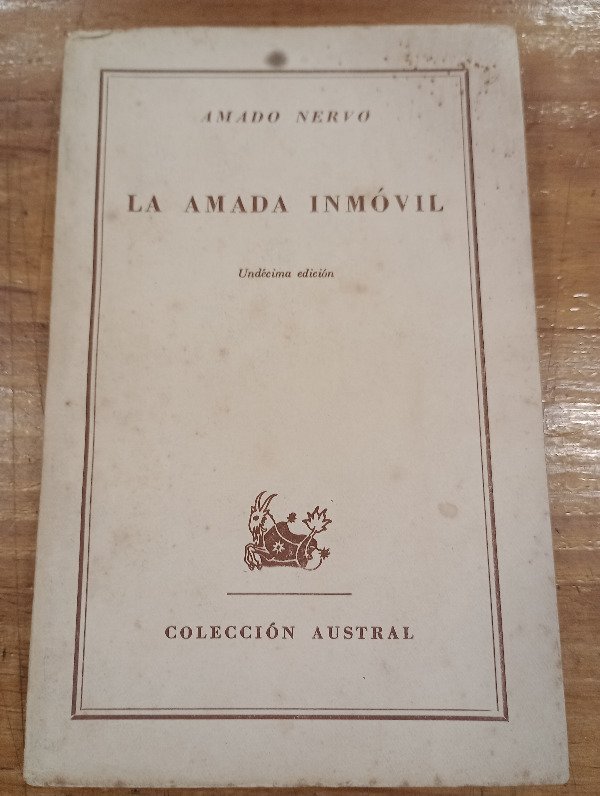 AMADO NERVO
LA AMADA INMÓVIL
Undécima edición
COLECCIÓN AUSTRAL